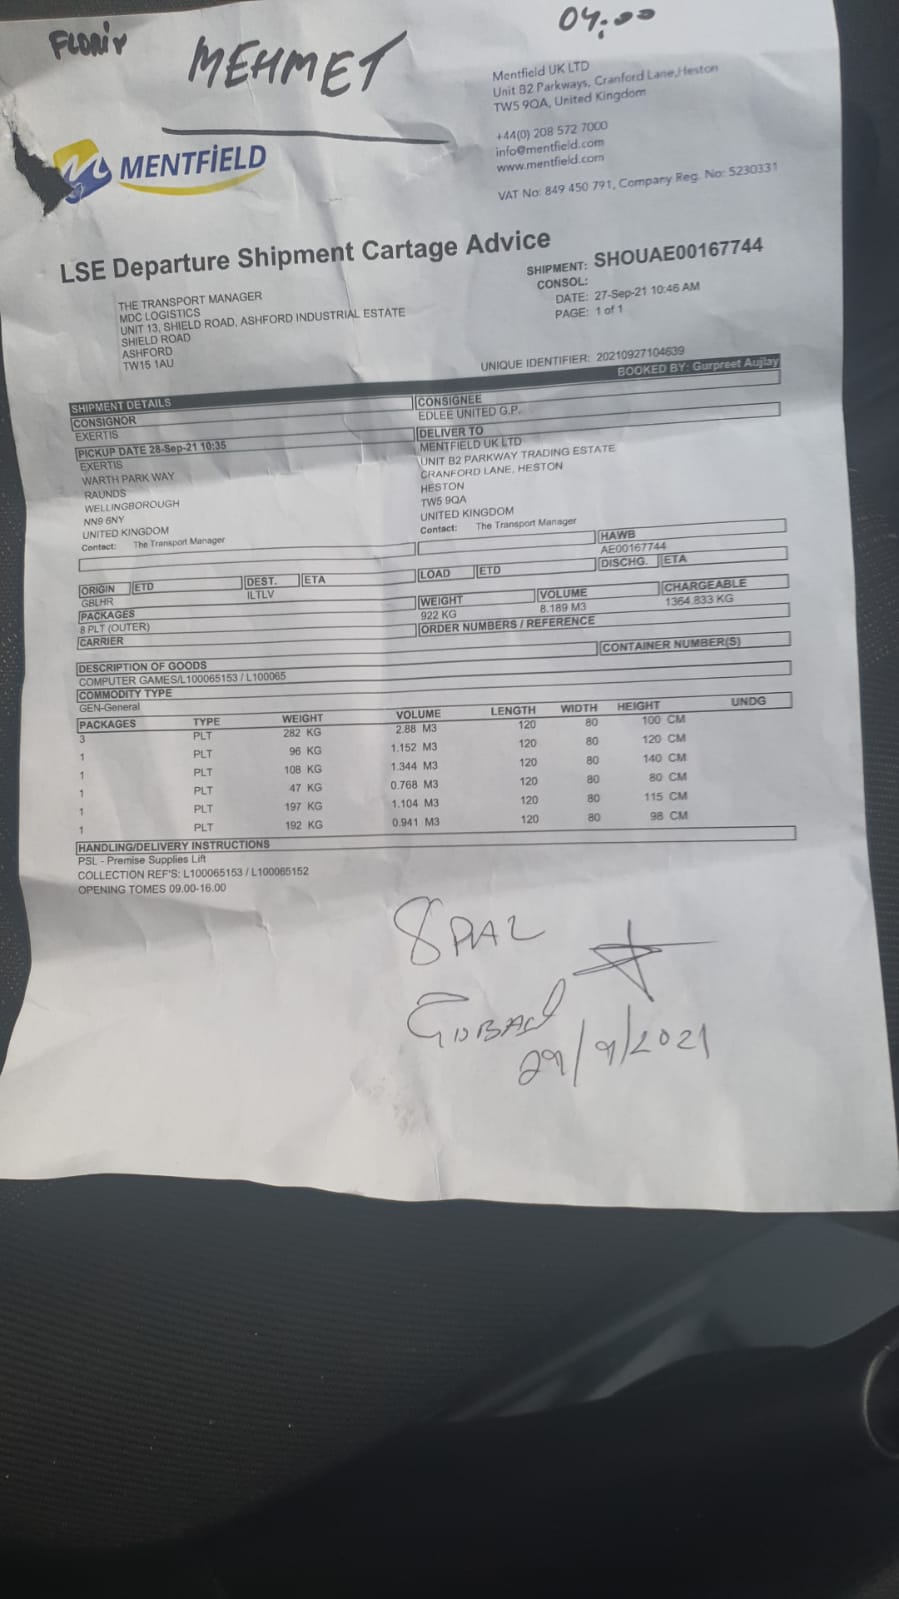 FLORIN
MEHMET
04.00
Mentfield UK LTD
Unit B2 Parkways, Cranford Lane, Heston
TW5 9QA, United Kingdom
+44(0) 208 572 7000
info@mentfield.com
www.mentfield.com
VAT No: 849 450 791, Company Reg. No: 5230331
MENTFİELD
LSE Departure Shipment Cartage Advice
SHIPMENT: SHOUAE00167744
CONSOL:
DATE: 27-Sep-21 10:46 AM
PAGE: 1 of 1
THE TRANSPORT MANAGER
MDC LOGISTICS
UNIT 13, SHIELD ROAD, ASHFORD INDUSTRIAL ESTATE
SHIELD ROAD
ASHFORD
TW15 1AU
UNIQUE IDENTIFIER: 20210927104639
BOOKED BY: Gurpreet Aujlay
SHIPMENT DETAILS
CONSIGNOR
EXERTIS
CONSIGNEE
EDLEE UNITED G.P.
PICKUP DATE 28-Sep-21 10:35
EXERTIS
WARTH PARK WAY
RAUNDS
WELLINGBOROUGH
NN9 6NY
UNITED KINGDOM
Contact: The Transport Manager
DELIVER TO
MENTFIELD UK LTD
UNIT B2 PARKWAY TRADING ESTATE
CRANFORD LANE, HESTON
HESTON
TW5 9QA
UNITED KINGDOM
Contact: The Transport Manager
HAWB
AE00167744
ORIGIN ETD DEST. ETA LOAD ETD DISCHG. ETA
GBLHR ILTLV
PACKAGES WEIGHT VOLUME CHARGEABLE
8 PLT (OUTER) 922 KG 8.189 M3 1364.833 KG
CARRIER ORDER NUMBERS / REFERENCE
CONTAINER NUMBER(S)
DESCRIPTION OF GOODS
COMPUTER GAMES/L100065153 / L100065
COMMODITY TYPE
GEN-General
PACKAGES TYPE WEIGHT VOLUME LENGTH WIDTH HEIGHT UNDG
3 PLT 282 KG 2.88 M3 120 80 100 CM
1 PLT 96 KG 1.152 M3 120 80 120 CM
1 PLT 108 KG 1.344 M3 120 80 140 CM
1 PLT 47 KG 0.768 M3 120 80 80 CM
1 PLT 197 KG 1.104 M3 120 80 115 CM
1 PLT 192 KG 0.941 M3 120 80 98 CM
HANDLING/DELIVERY INSTRUCTIONS
PSL - Premise Supplies Lift
COLLECTION REF'S: L100065153 / L100065152
OPENING TOMES 09.00-16.00
8 PAL
29/9/2021